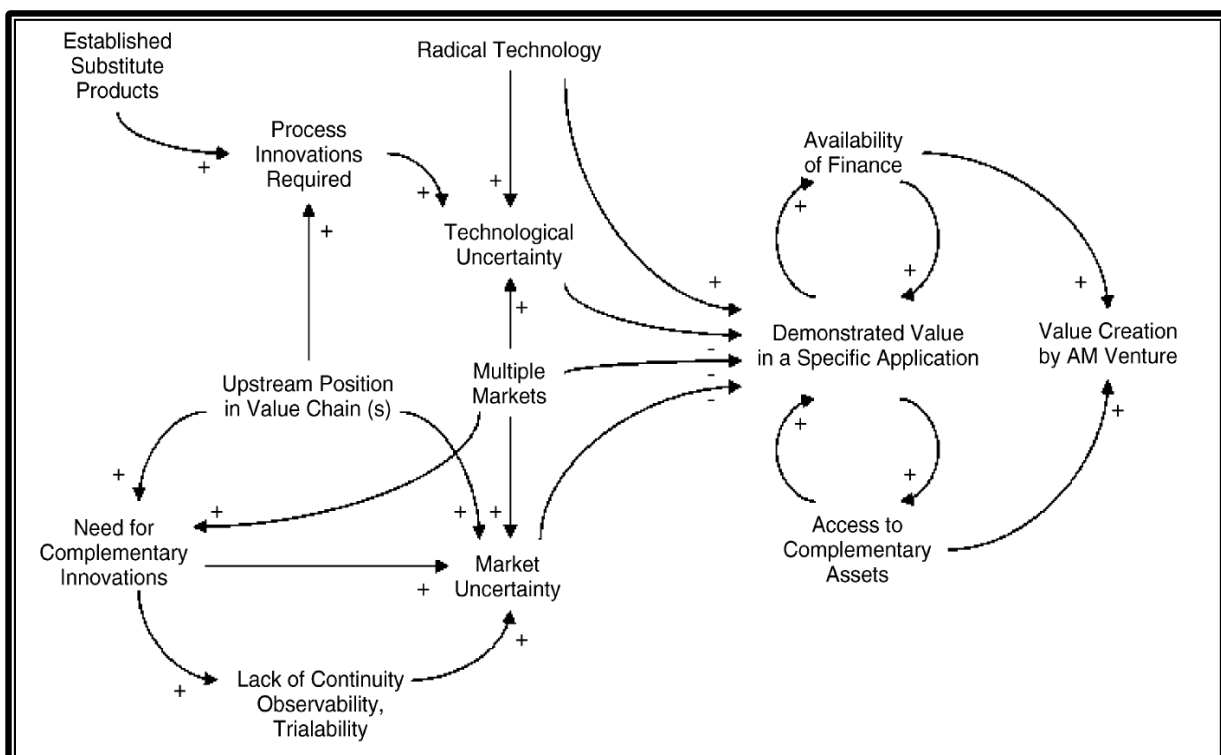 Established
Substitute
Products
Radical Technology
Process
Innovations
Required
Availability
of Finance
+
+
+
+
+
+
Technological
Uncertainty
+
+
+
+
Demonstrated Value
in a Specific Application
Value Creation
by AM Venture
-
-
Multiple
Markets
Upstream Position
in Value Chain (s)
+
+
+
+
+
+
+
Need for
Complementary
Innovations
Access to
Complementary
Assets
Market
Uncertainty
+
+
+
Lack of Continuity
Observability,
Trialability